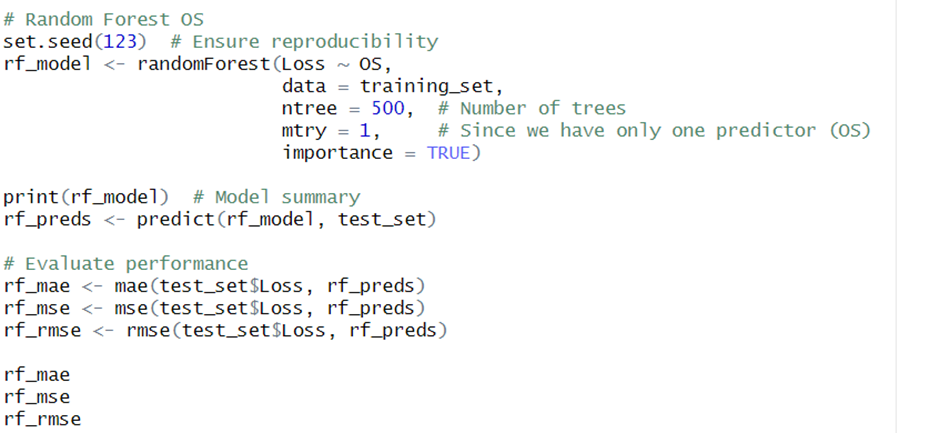 # Random Forest OS
set.seed(123)  # Ensure reproducibility
rf_model <- randomForest(Loss ~ OS,
                         data = training_set,
                         ntree = 500,  # Number of trees
                         mtry = 1,     # Since we have only one predictor (OS)
                         importance = TRUE)

print(rf_model)  # Model summary
rf_preds <- predict(rf_model, test_set)

# Evaluate performance
rf_mae <- mae(test_set$Loss, rf_preds)
rf_mse <- mse(test_set$Loss, rf_preds)
rf_rmse <- rmse(test_set$Loss, rf_preds)

rf_mae
rf_mse
rf_rmse